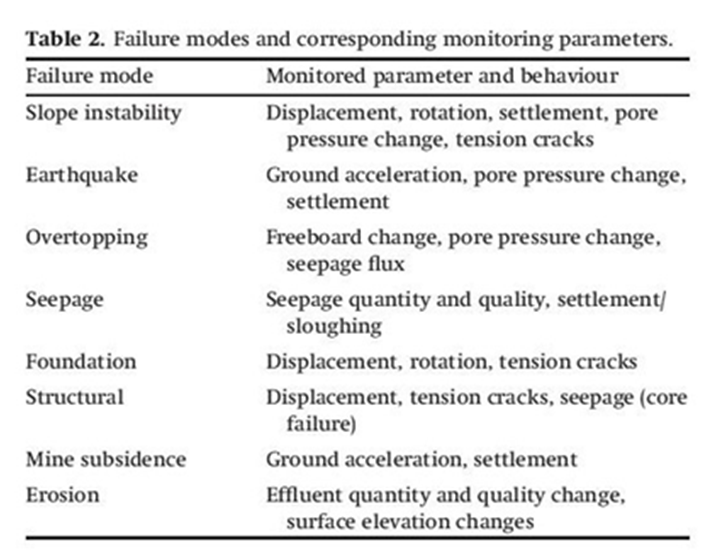 Table 2. Failure modes and corresponding monitoring parameters.
Failure mode Monitored parameter and behaviour
Slope instability Displacement, rotation, settlement, pore
pressure change, tension cracks
Earthquake Ground acceleration, pore pressure change,
settlement
Overtopping Freeboard change, pore pressure change,
seepage flux
Seepage Seepage quantity and quality, settlement/
sloughing
Foundation Displacement, rotation, tension cracks
Structural Displacement, tension cracks, seepage (core
failure)
Mine subsidence Ground acceleration, settlement
Erosion Effluent quantity and quality change,
surface elevation changes